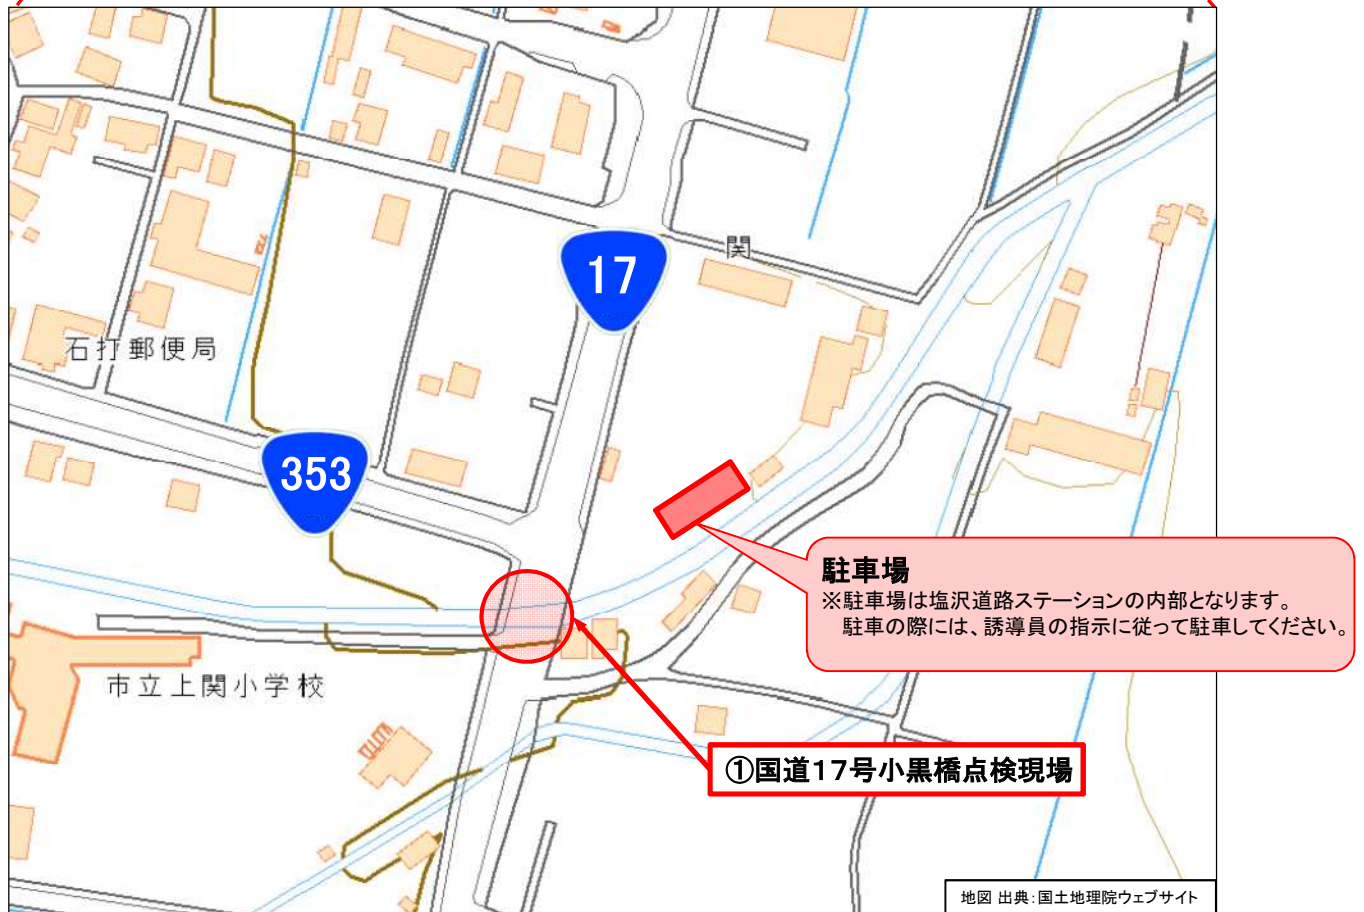 関
17
石打郵便局
353
駐車場
※駐車場は塩沢道路ステーションの内部となります。
駐車の際には、誘導員の指示に従って駐車してください。
市立上関小学校
①国道17号小黒橋点検現場
地図 出典:国土地理院ウェブサイト